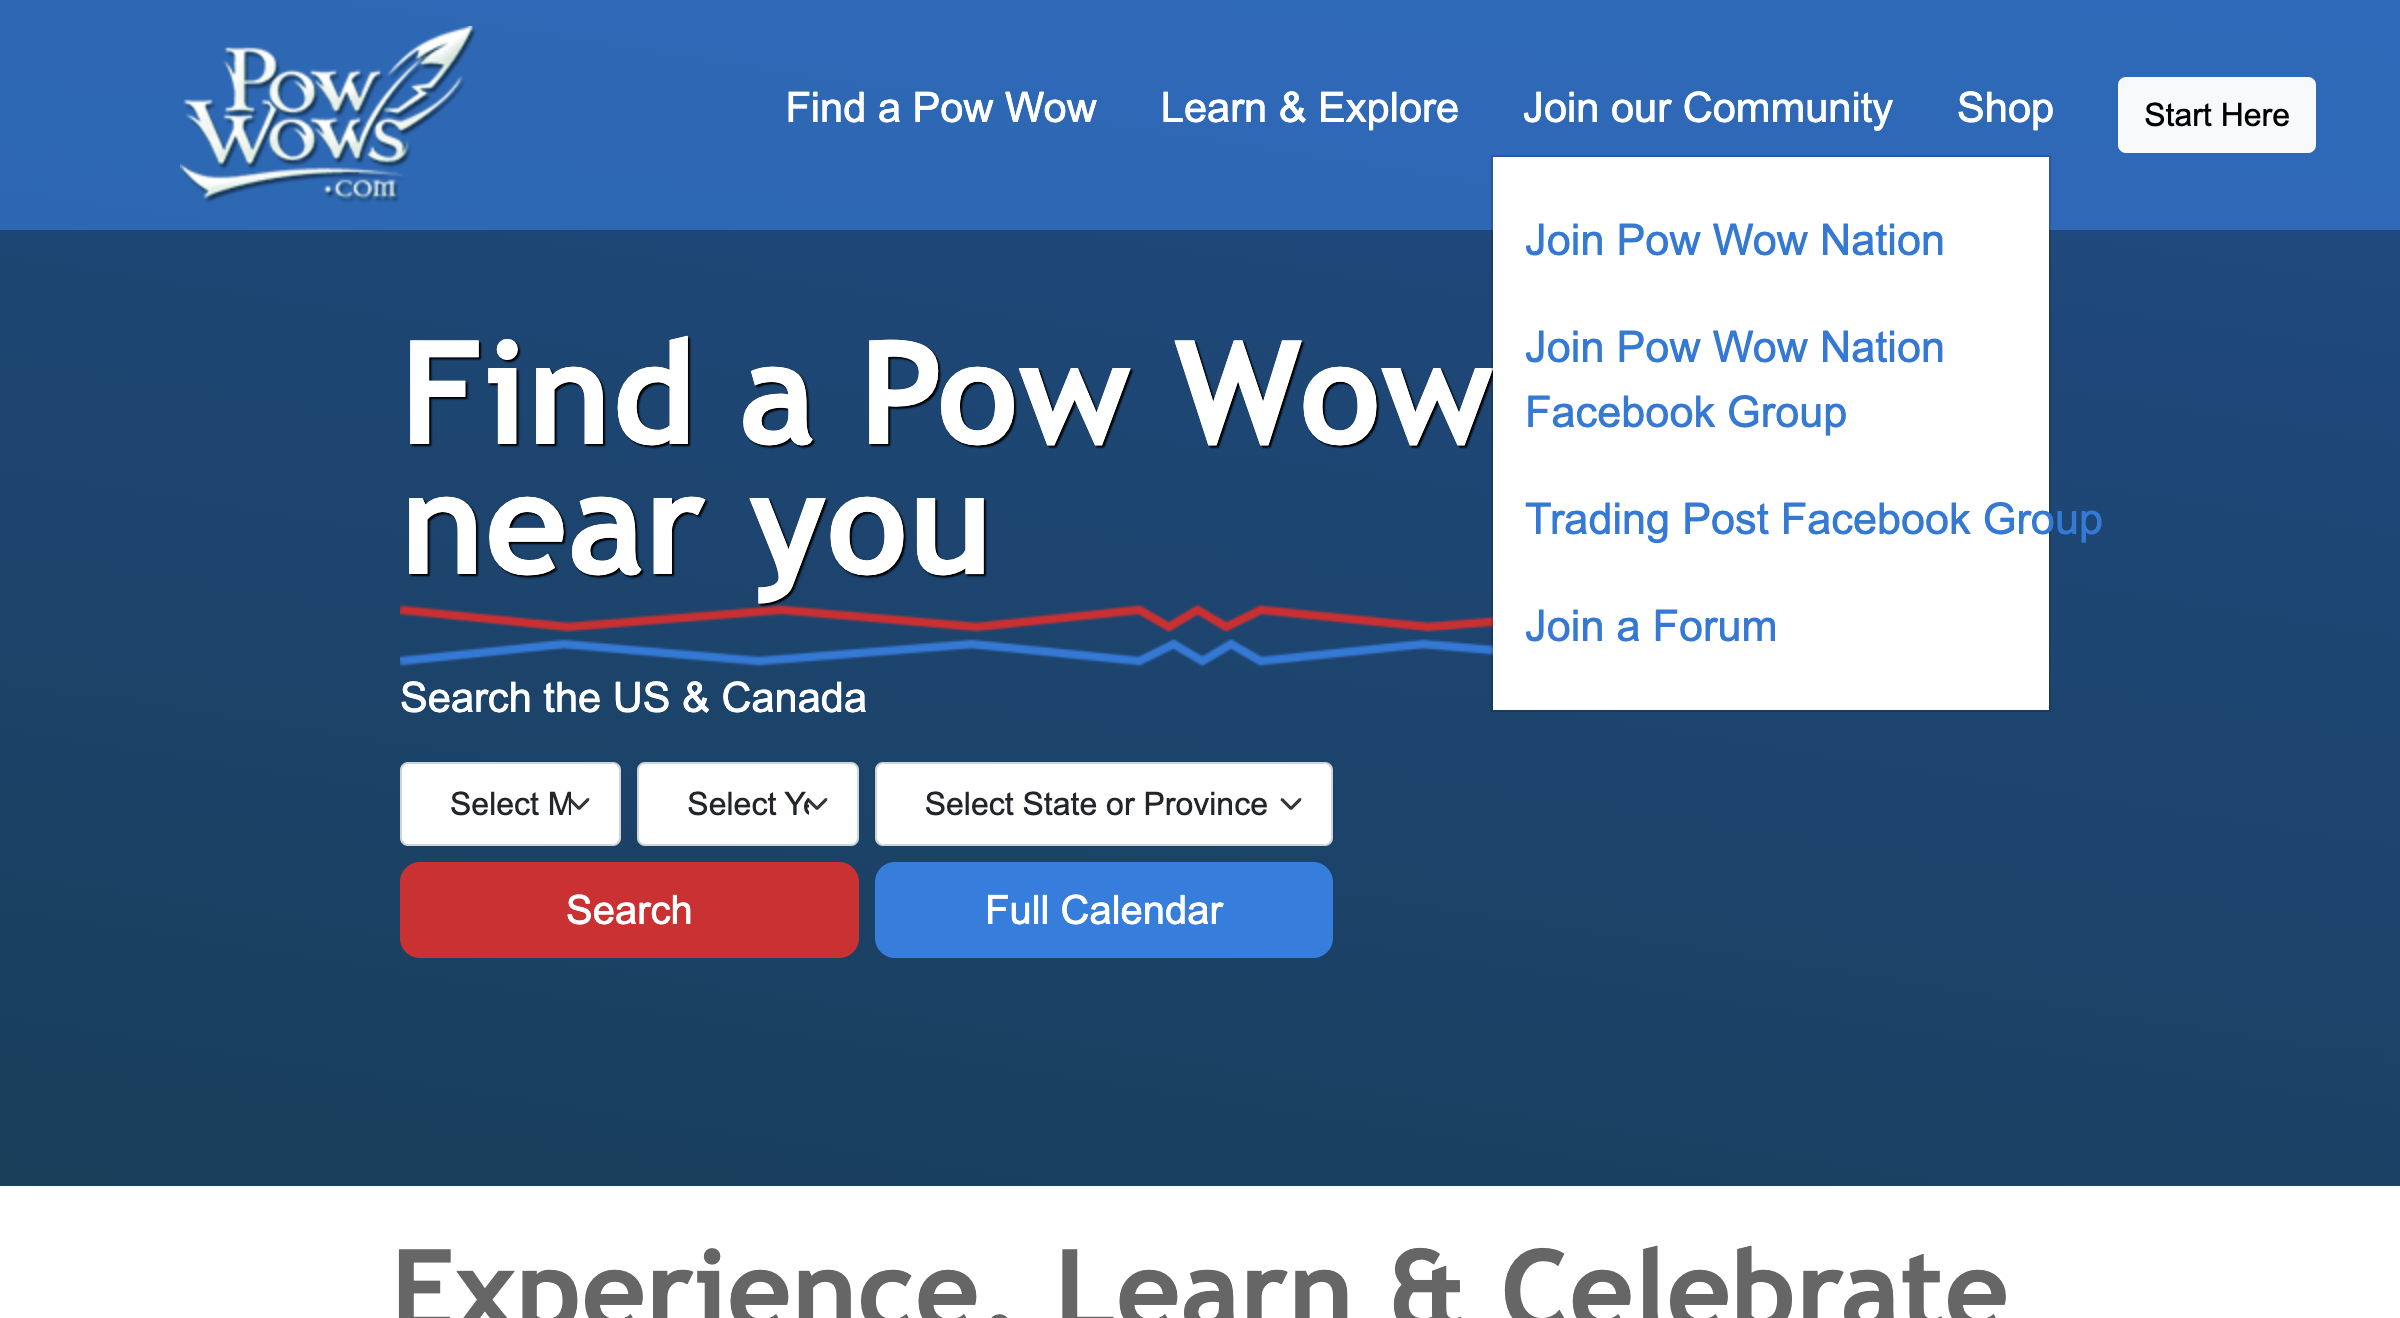 Pow
Wows
.com
Find a Pow Wow
Learn & Explore
Join our Community
Shop
Start Here
Join Pow Wow Nation
Join Pow Wow Nation
Facebook Group
Trading Post Facebook Group
Join a Forum
Find a Pow Wow
near you
Search the US & Canada
Select M
Select Ye
Select State or Province
Search
Full Calendar
Experience, Learn & Celebrate